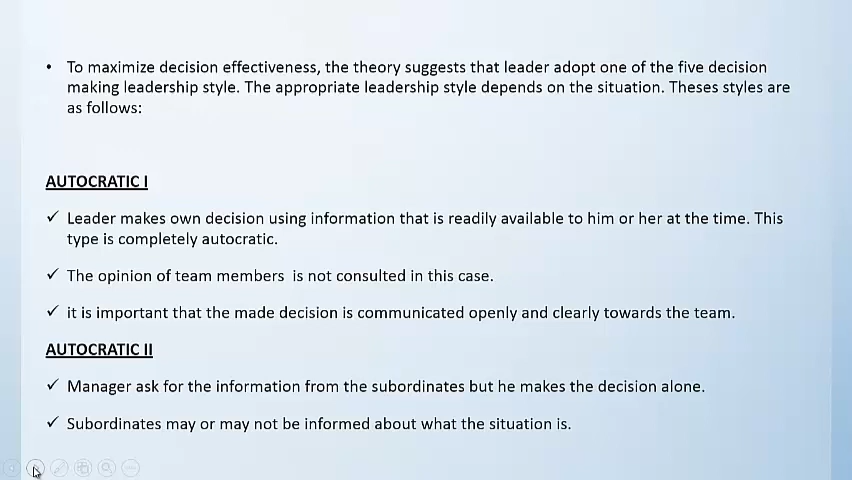 • To maximize decision effectiveness, the theory suggests that leader adopt one of the five decision
making leadership style. The appropriate leadership style depends on the situation. Theses styles are
as follows:
AUTOCRATIC I
✓ Leader makes own decision using information that is readily available to him or her at the time. This
type is completely autocratic.
✓ The opinion of team members is not consulted in this case.
✓ it is important that the made decision is communicated openly and clearly towards the team.
AUTOCRATIC II
✓ Manager ask for the information from the subordinates but he makes the decision alone.
✓ Subordinates may or may not be informed about what the situation is.